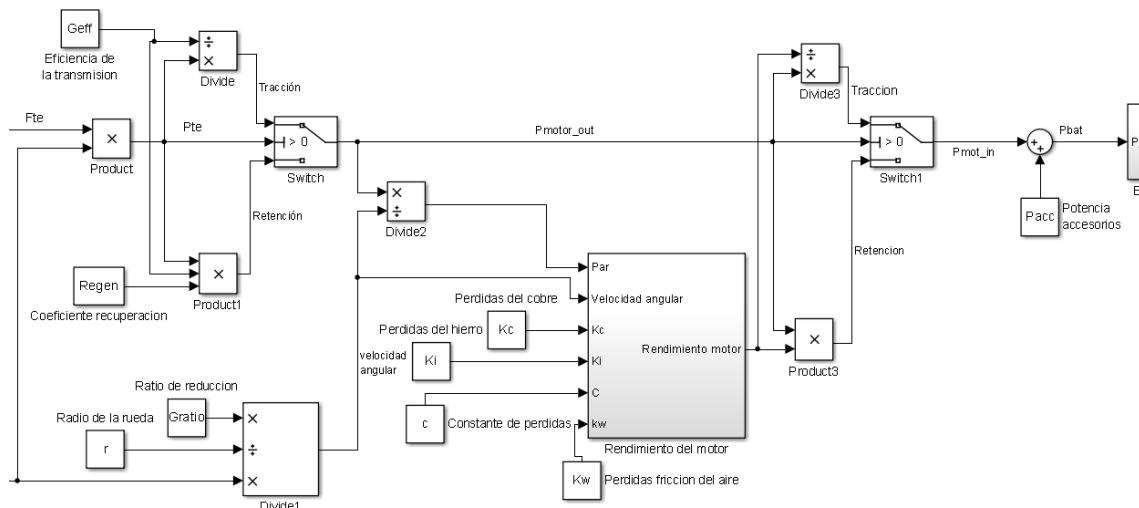 Geff
Eficiencia de
la transmision
÷
×
Divide
Tracción
Fte
×
Product
Pte
> 0
Switch
Pmotor_out
÷
×
Divide3
Traccion
> 0
Switch1
Pmot_in
+
+
Pbat
Pacc
Potencia
accesorios
Retención
×
÷
Divide2
Regen
Coeficiente recuperacion
×
Product1
Par
Velocidad angular
Kc
Ki
C
kw
Rendimiento motor
Rendimiento del motor
Perdidas del cobre
Kc
Perdidas del hierro
Ki
velocidad
angular
c
Constante de perdidas
Kw
Perdidas friccion del aire
Retencion
×
Product3
Ratio de reduccion
Gratio
Radio de la rueda
r
×
÷
×
Divide1